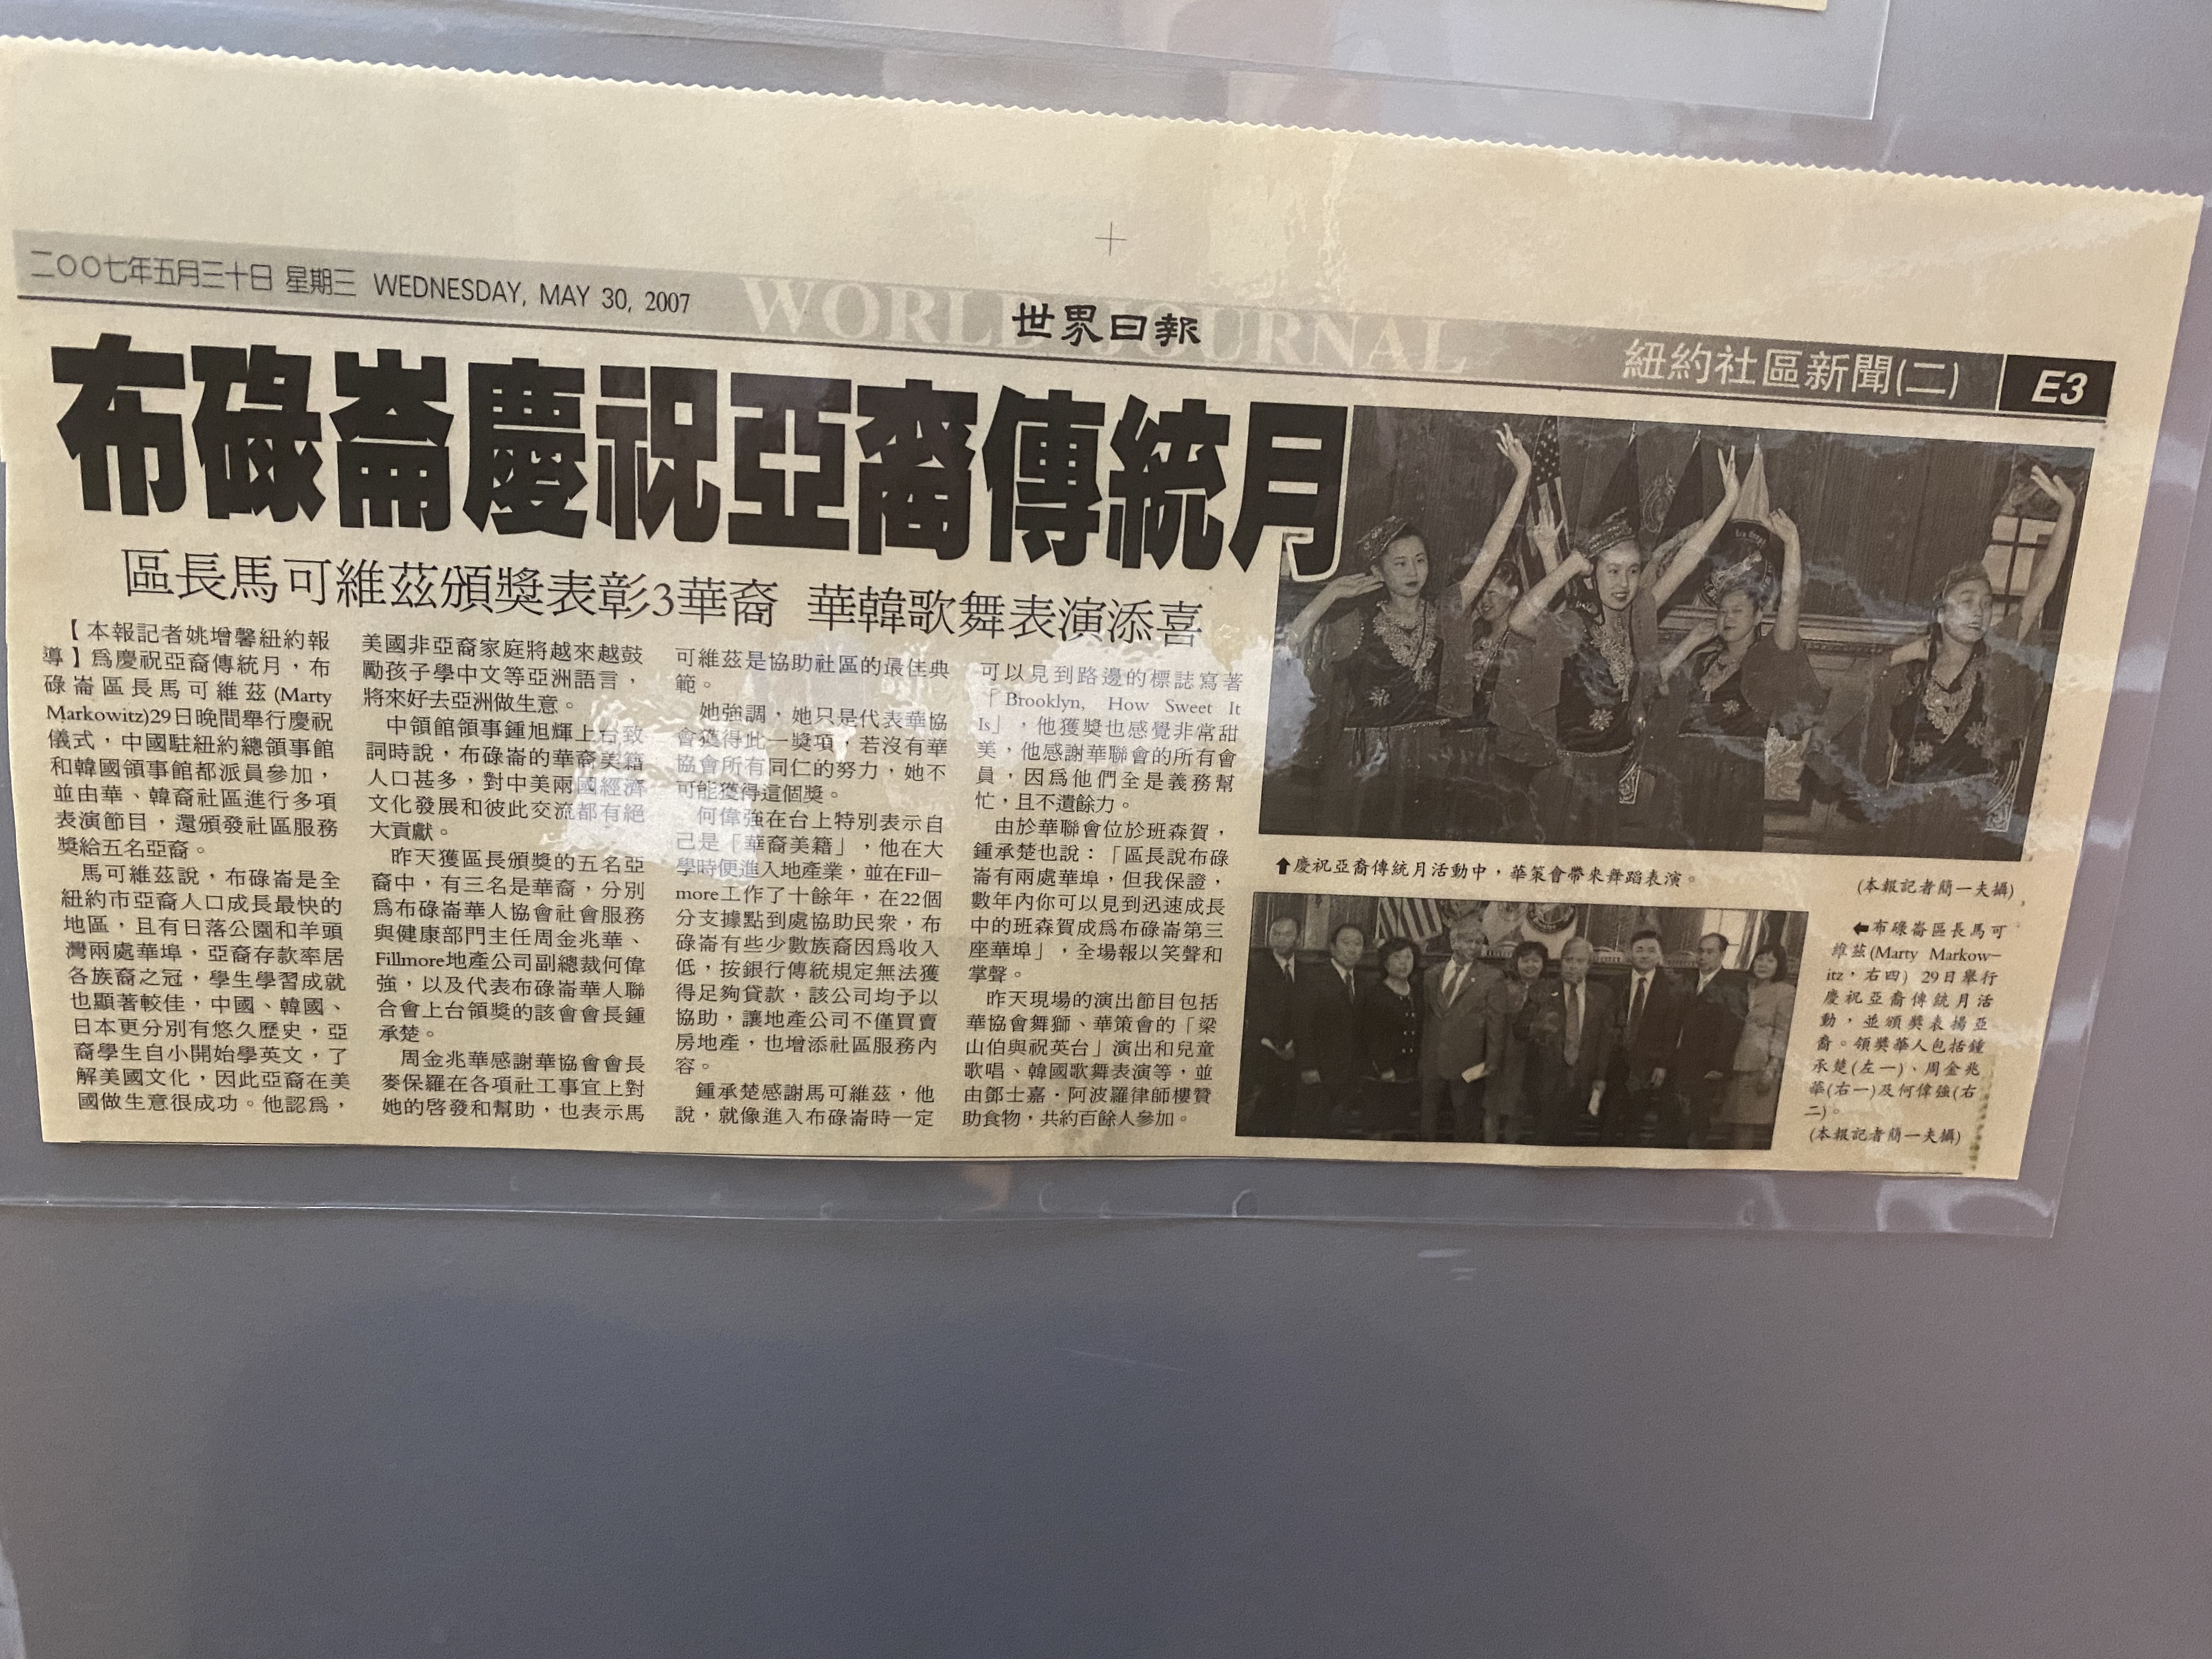 二○○七年五月三十日 星期三 WEDNESDAY, MAY 30, 2007
WORLD JOURNAL
世界日報
紐約社區新聞(二)
E3
布碌崙慶祝亞裔傳統月
區長馬可維茲頒獎表彰3華裔 華韓歌舞表演添喜
【本報記者姚增馨紐約報
導】爲慶祝亞裔傳統月，布
碌崙區長馬可維茲(Marty
Markowitz)29日晚間舉行慶祝
儀式，中國駐紐約總領事館
和韓國領事館都派員參加，
並由華、韓裔社區進行多項
表演節目，還頒發社區服務
獎給五名亞裔。
馬可維茲說，布碌崙是全
紐約市亞裔人口成長最快的
地區，且有日落公園和羊頭
灣兩處華埠，亞裔存款率居
各族裔之冠，學生學習成就
也顯著較佳，中國、韓國、
日本更分別有悠久歷史，亞
裔學生自小開始學英文，了
解美國文化，因此亞裔在美
國做生意很成功。他認爲，
美國非亞裔家庭將越來越鼓
勵孩子學中文等亞洲語言，
將來好去亞洲做生意。
中領館領事鍾旭輝上台致
詞時說，布碌崙的華裔美籍
人口甚多，對中美兩國經濟
文化發展和彼此交流都有絕
大貢獻。
昨天獲區長頒獎的五名亞
裔中，有三名是華裔，分別
爲布碌崙華人協會社會服務
與健康部門主任周金兆華、
Fillmore地產公司副總裁何偉
強，以及代表布碌崙華人聯
合會上台領獎的該會會長鍾
承楚。
周金兆華感謝華協會會長
麥保羅在各項社工事宜上對
她的啓發和幫助，也表示馬
可維茲是協助社區的最佳典
範。
她強調，她只是代表華協
會獲得此一獎項，若沒有華
協會所有同仁的努力，她不
可能獲得這個獎。
何偉強在台上特別表示自
己是「華裔美籍」，他在大
學時便進入地產業，並在Fill-
more工作了十餘年，在22個
分支據點到處協助民衆，布
碌崙有些少數族裔因爲收入
低，按銀行傳統規定無法獲
得足夠貸款，該公司均予以
協助，讓地產公司不僅買賣
房地產，也增添社區服務內
容。
鍾承楚感謝馬可維茲，他
說，就像進入布碌崙時一定
可以見到路邊的標誌寫著
「Brooklyn, How Sweet It
Is」，他獲獎也感覺非常甜
美，他感謝華聯會的所有會
員，因爲他們全是義務幫
忙，且不遺餘力。
由於華聯會位於班森賀，
鍾承楚也說：「區長說布碌
崙有兩處華埠，但我保證，
數年內你可以見到迅速成長
中的班森賀成爲布碌崙第三
座華埠」，全場報以笑聲和
掌聲。
昨天現場的演出節目包括
華協會舞獅、華策會的「梁
山伯與祝英台」演出和兒童
歌唱、韓國歌舞表演等，並
由鄧士嘉．阿波羅律師樓贊
助食物，共約百餘人參加。
⬆慶祝亞裔傳統月活動中，華策會帶來舞蹈表演。
(本報記者簡一夫攝)
⬅布碌崙區長馬可
維茲(Marty Markow-
itz，右四) 29日舉行
慶祝亞裔傳統月活
動，並頒獎表揚亞
裔。領獎華人包括鍾
承楚(左一)、周金兆
華(右一)及何偉強(右
二)。
(本報記者簡一夫攝)